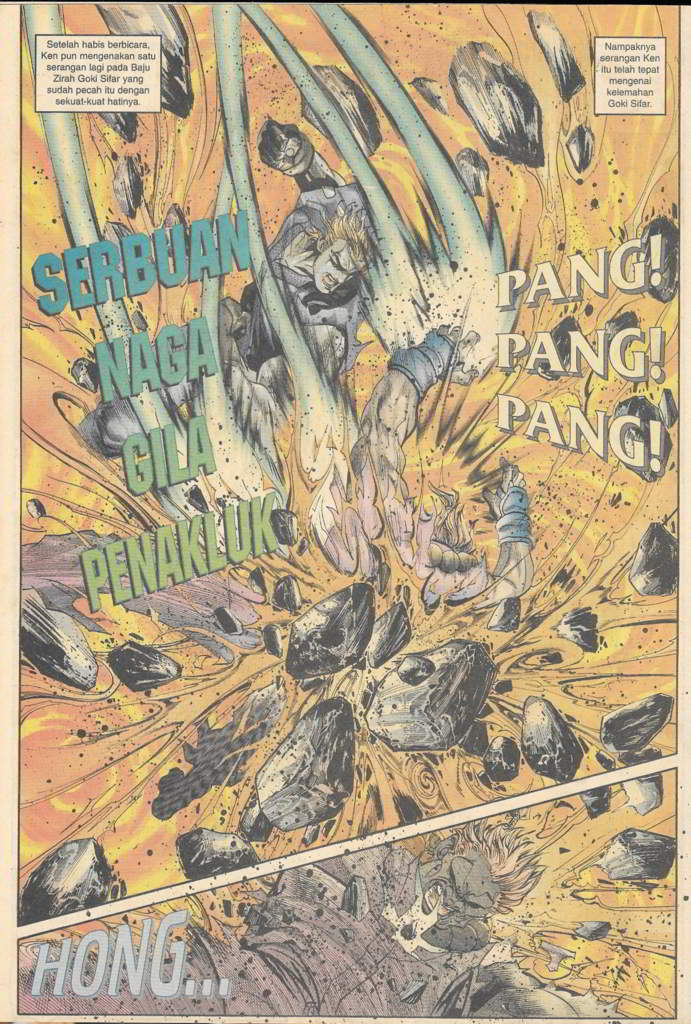 Setelah habis berbicara,
Ken pun mengenakan satu
serangan lagi pada Baju
Zirah Goki Sifar yang
sudah pecah itu dengan
sekuat-kuat hatinya.
Nampaknya
serangan Ken
itu telah tepat
mengenai
kelemahan
Goki Sifar.
SERBUAN
NAGA
GILA
PENAKLUK
PANG!
PANG!
PANG!
HONG...